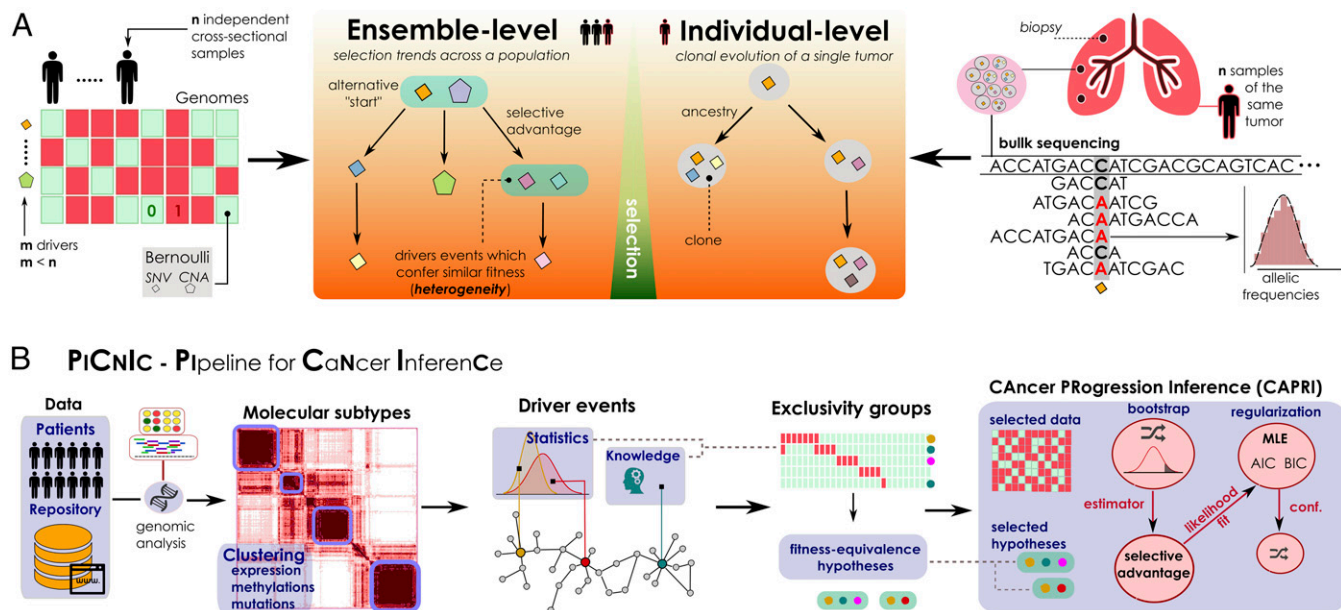 A
n independent
cross-sectional
samples
Genomes
0 1
m drivers
m < n
Bernoulli
SNV CNA
Ensemble-level
selection trends across a population
alternative
"start"
selective
advantage
drivers events which
confer similar fitness
(heterogeneity)
selection
Individual-level
clonal evolution of a single tumor
ancestry
clone
biopsy
n samples
of the
same
tumor
bullk sequencing
ACCATGACCATCGACGCAGTCAC
GACCAT
ATGACAATCG
ACAATGACCA
ACCATGACAA
ACCA
TGACAATCGAC
allelic
frequencies
B
PICNIC - PIpeline for CaNcer InferenCe
Data
Patients
Repository
www.
genomic
analysis
Molecular subtypes
Clustering
expression
methylations
mutations
Driver events
Statistics
Knowledge
Exclusivity groups
fitness-equivalence
hypotheses
CAncer PRogression Inference (CAPRI)
selected data
bootstrap
regularization
MLE
AIC BIC
estimator
likelihood
fit
conf.
selected
hypotheses
selective
advantage